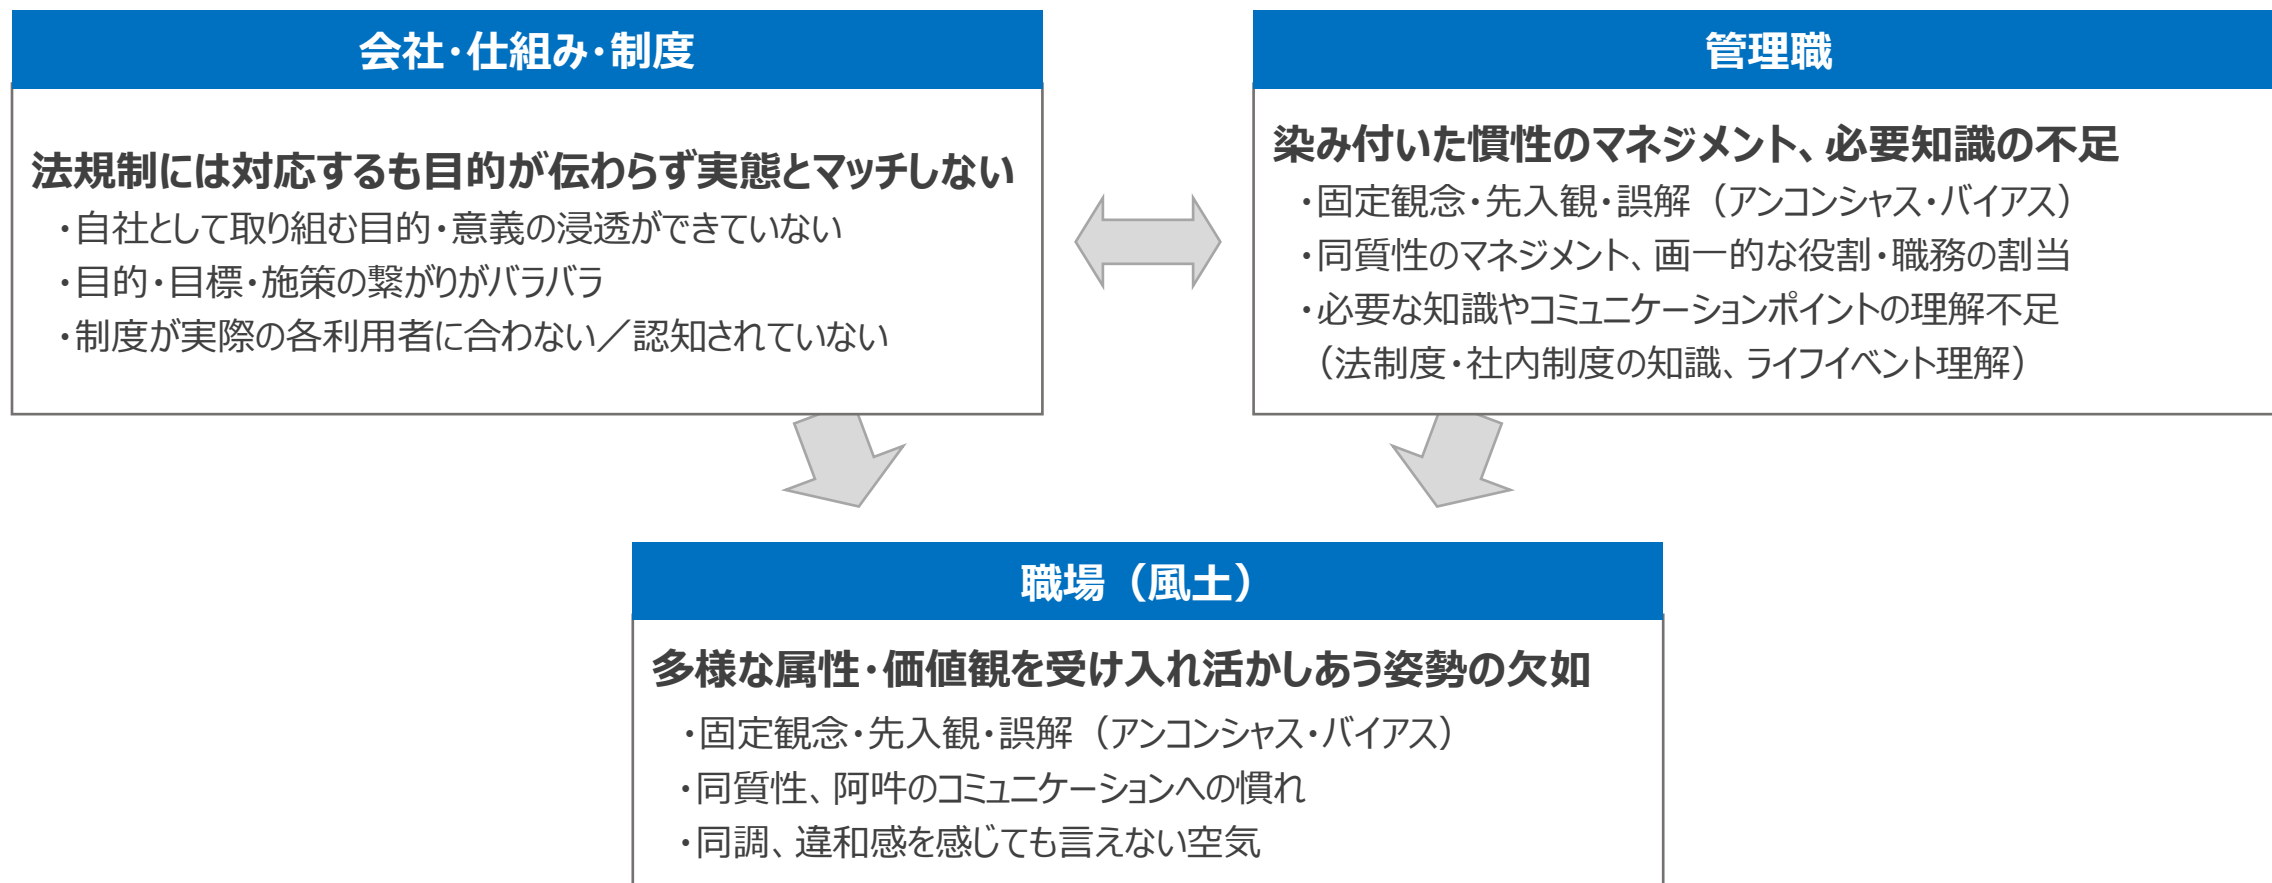 会社・仕組み・制度
法規制には対応するも目的が伝わらず実態とマッチしない
・自社として取り組む目的・意義の浸透ができていない
・目的・目標・施策の繋がりがバラバラ
・制度が実際の各利用者に合わない／認知されていない
管理職
染み付いた慣性のマネジメント、必要知識の不足
・固定観念・先入観・誤解（アンコンシャス・バイアス）
・同質性のマネジメント、画一的な役割・職務の割当
・必要な知識やコミュニケーションポイントの理解不足
（法制度・社内制度の知識、ライフイベント理解）
職場（風土）
多様な属性・価値観を受け入れ活かしあう姿勢の欠如
・固定観念・先入観・誤解（アンコンシャス・バイアス）
・同質性、阿吽のコミュニケーションへの慣れ
・同調、違和感を感じても言えない空気